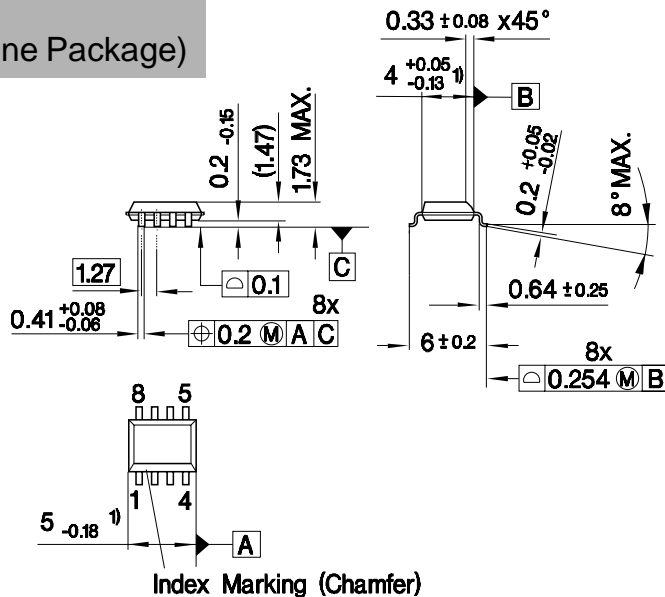 ne Package)
0.33 ±0.08 x45°
4 +0.05 -0.13 1)
B
0.2 -0.15
(1.47)
1.73 MAX.
0.2 +0.05 -0.02
8° MAX.
C
1.27
⌓ 0.1
0.41 +0.08 -0.06
8x
⌖ 0.2 Ⓜ A C
0.64 ±0.25
6 ±0.2
8x
⌓ 0.254 Ⓜ B
8 5
1 4
5 -0.18 1)
A
Index Marking (Chamfer)